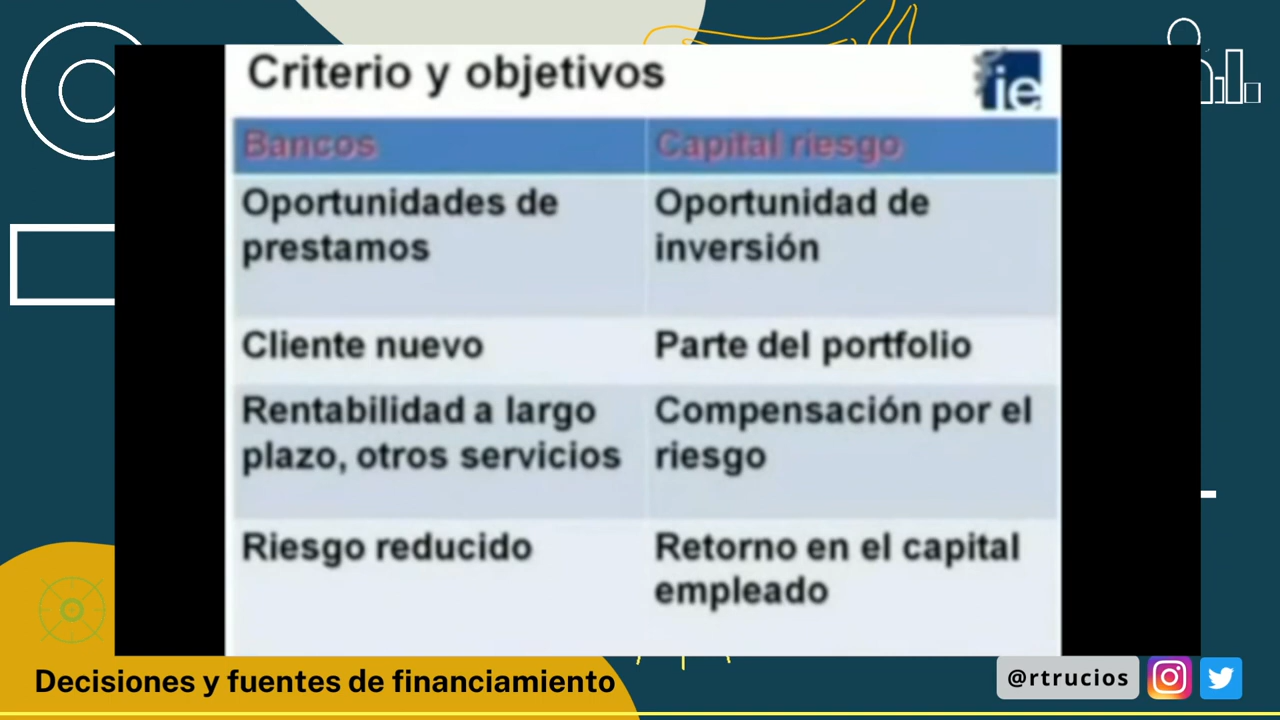 Criterio y objetivos
ie
Bancos
Capital riesgo
Oportunidades de
prestamos
Oportunidad de
inversión
Cliente nuevo
Parte del portfolio
Rentabilidad a largo
plazo, otros servicios
Compensación por el
riesgo
Riesgo reducido
Retorno en el capital
empleado
Decisiones y fuentes de financiamiento
@rtrucios